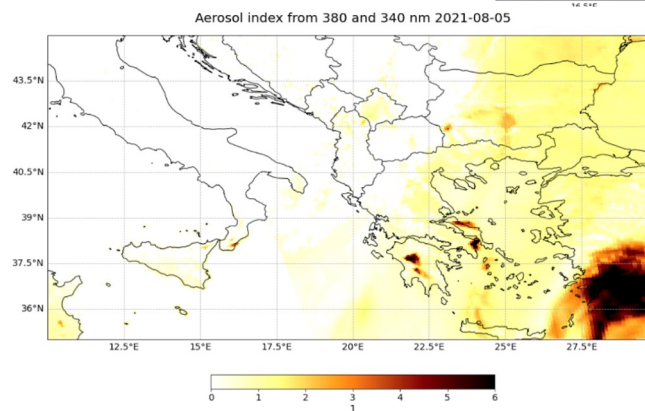 16.5°E
Aerosol index from 380 and 340 nm 2021-08-05
43.5°N
42°N
40.5°N
39°N
37.5°N
36°N
12.5°E 15°E 17.5°E 20°E 22.5°E 25°E 27.5°E
0 1 2 3 4 5 6
1